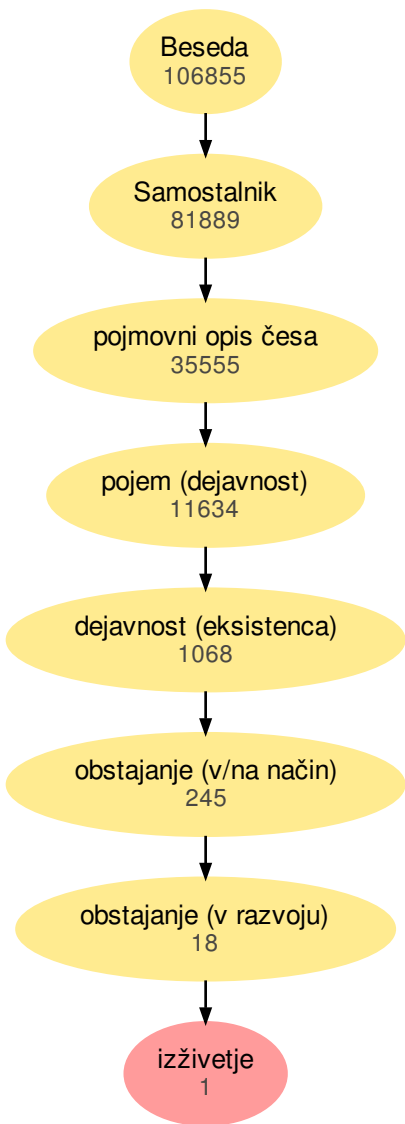 Beseda
106855
Samostalnik
81889
pojmovni opis česa
35555
pojem (dejavnost)
11634
dejavnost (eksistenca)
1068
obstajanje (v/na način)
245
obstajanje (v razvoju)
18
izživetje
1